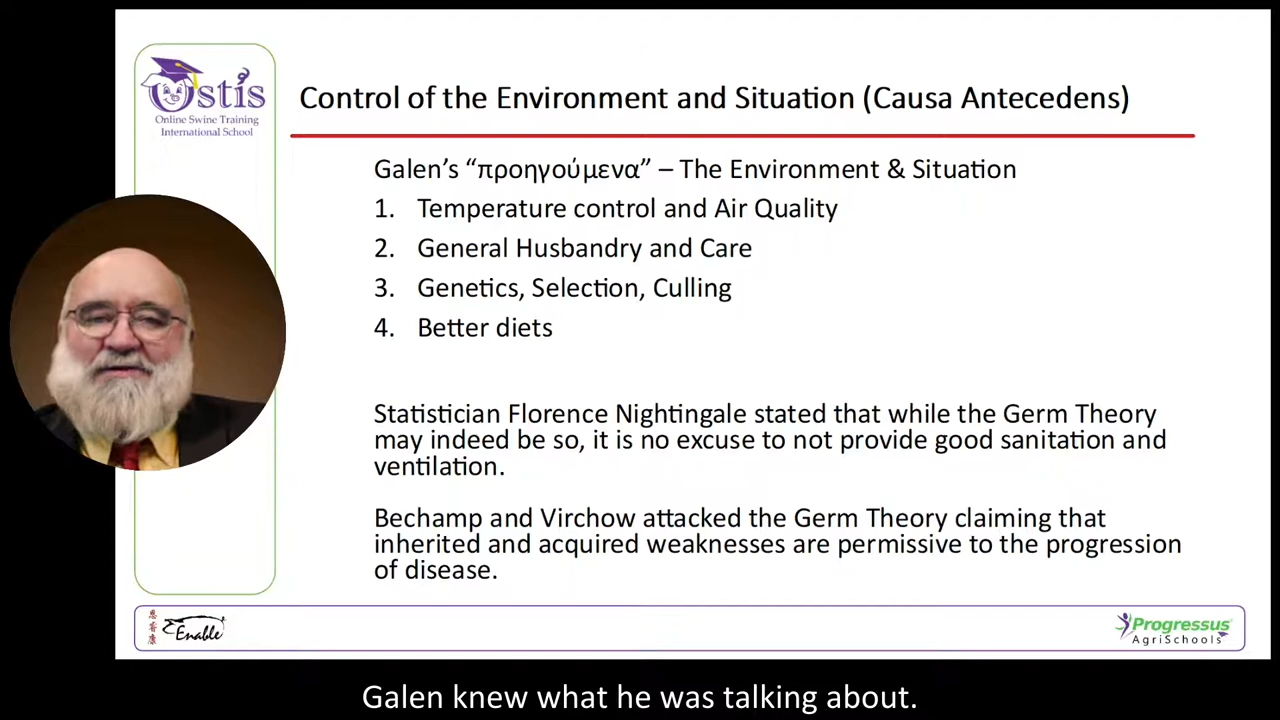 Ostis
Online Swine Training
International School
Control of the Environment and Situation (Causa Antecedens)
Galen’s “προηγούμενα” – The Environment & Situation
1. Temperature control and Air Quality
2. General Husbandry and Care
3. Genetics, Selection, Culling
4. Better diets
Statistician Florence Nightingale stated that while the Germ Theory
may indeed be so, it is no excuse to not provide good sanitation and
ventilation.
Bechamp and Virchow attacked the Germ Theory claiming that
inherited and acquired weaknesses are permissive to the progression
of disease.
恩
睿
康
Enable
Progressus
AgriSchools
Galen knew what he was talking about.